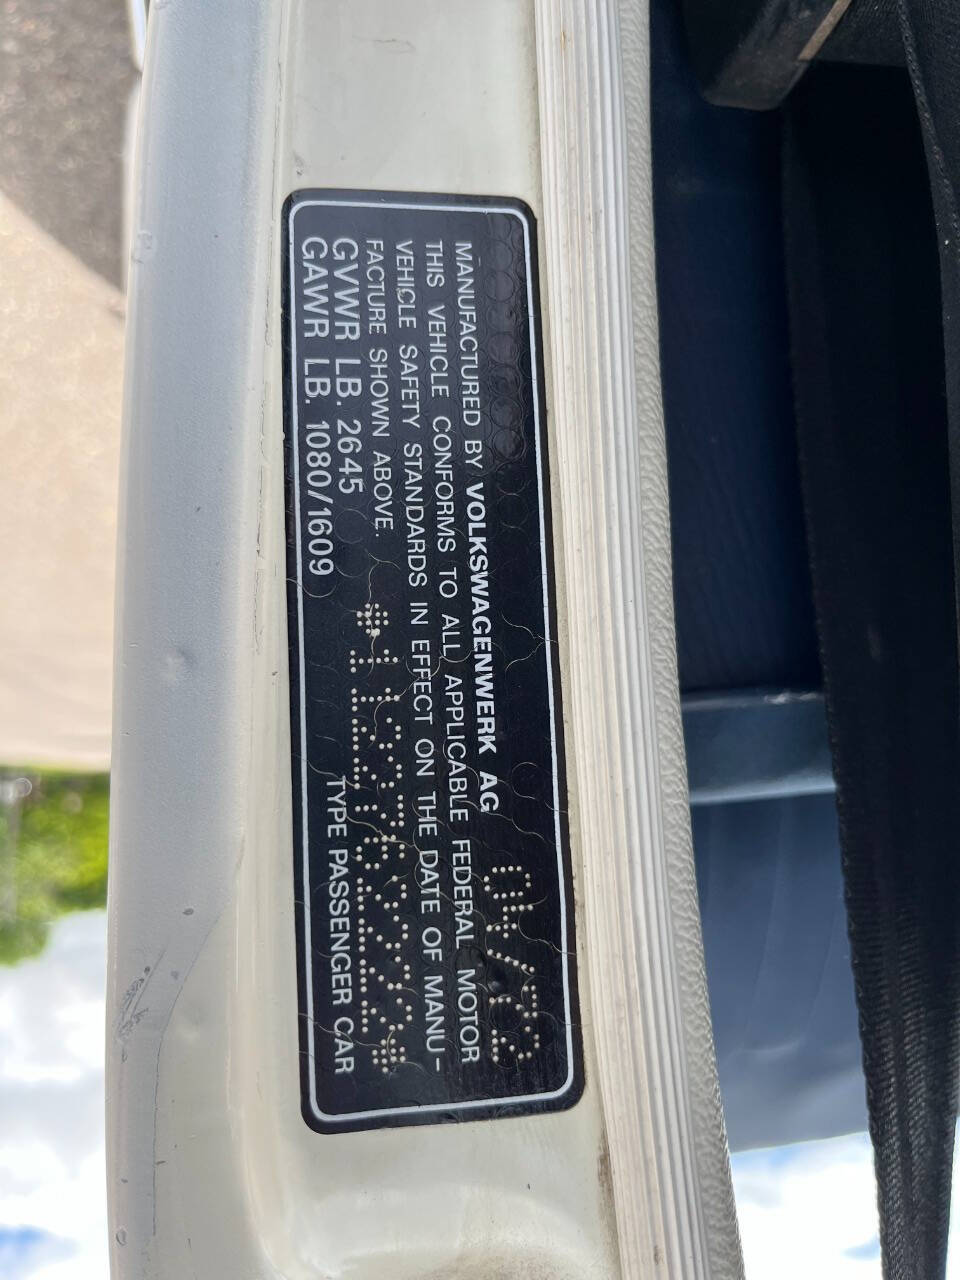 MANUFACTURED BY VOLKSWAGENWERK AG
THIS VEHICLE CONFORMS TO ALL APPLICABLE FEDERAL MOTOR
VEHICLE SAFETY STANDARDS IN EFFECT ON THE DATE OF MANU-
FACTURE SHOWN ABOVE.
GVWR LB. 2645
GAWR LB. 1080/1609
TYPE PASSENGER CAR